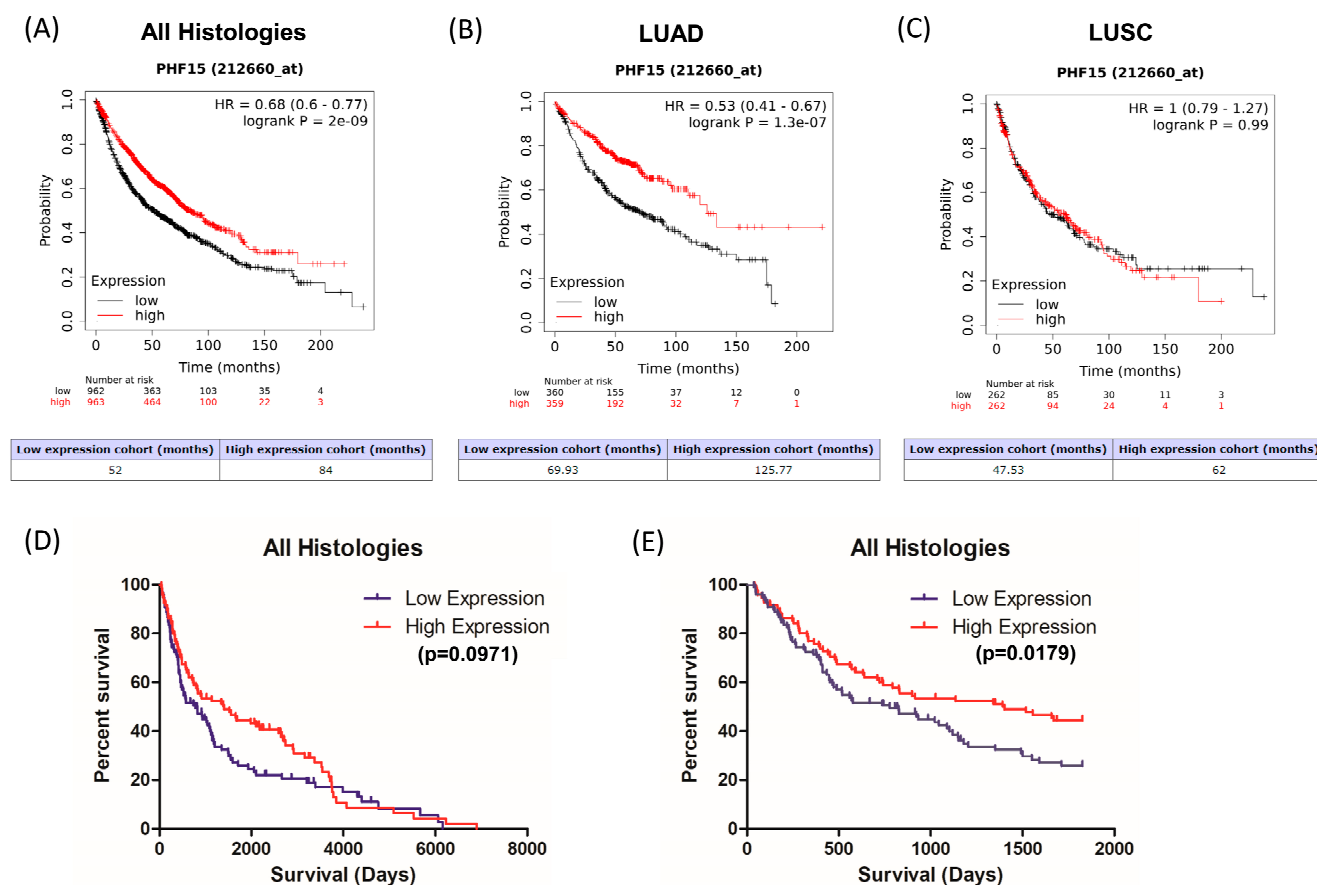 (A)
All Histologies
PHF15 (212660_at)
HR = 0.68 (0.6 - 0.77)
logrank P = 2e-09
Probability
1.0
0.8
0.6
0.4
0.2
0.0
Expression
low
high
0 50 100 150 200
Time (months)
Number at risk
low 962 363 103 35 4
high 963 464 100 22 3
Low expression cohort (months) High expression cohort (months)
52 84
(B)
LUAD
PHF15 (212660_at)
HR = 0.53 (0.41 - 0.67)
logrank P = 1.3e-07
Probability
1.0
0.8
0.6
0.4
0.2
0.0
Expression
low
high
0 50 100 150 200
Time (months)
Number at risk
low 360 155 37 12 0
high 359 192 32 7 1
Low expression cohort (months) High expression cohort (months)
69.93 125.77
(C)
LUSC
PHF15 (212660_at)
HR = 1 (0.79 - 1.27)
logrank P = 0.99
Probability
1.0
0.8
0.6
0.4
0.2
0.0
Expression
low
high
0 50 100 150 200
Time (months)
Number at risk
low 262 85 30 11 3
high 262 94 24 4 1
Low expression cohort (months) High expression cohort (months)
47.53 62
(D)
All Histologies
Low Expression
High Expression
(p=0.0971)
Percent survival
100
80
60
40
20
0
0 2000 4000 6000 8000
Survival (Days)
(E)
All Histologies
Low Expression
High Expression
(p=0.0179)
Percent survival
100
80
60
40
20
0
0 500 1000 1500 2000
Survival (Days)